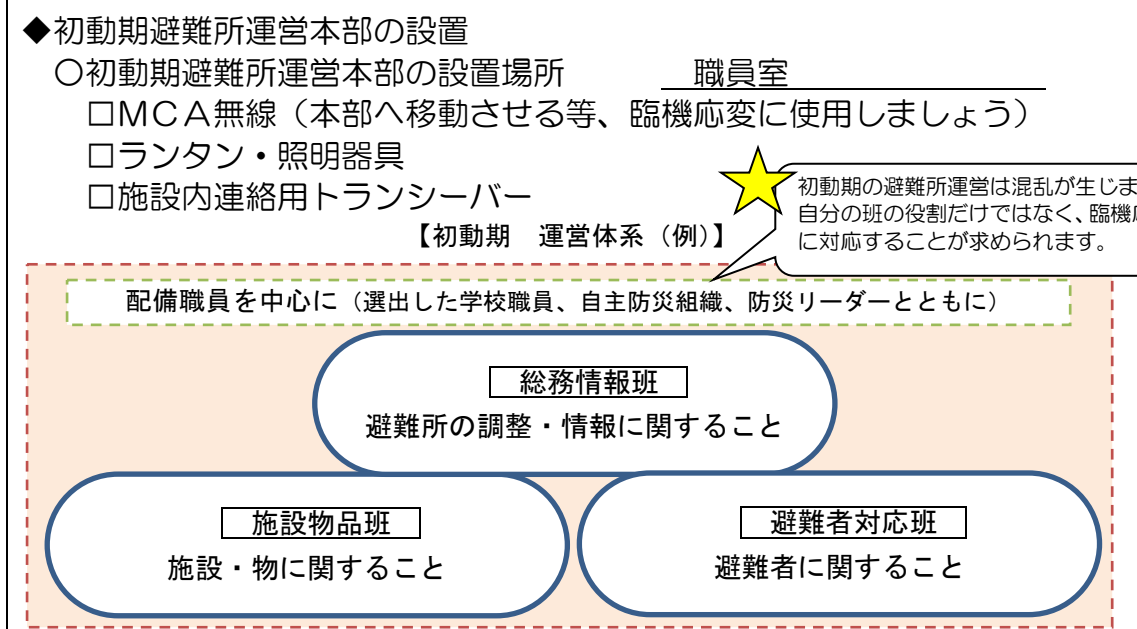 ◆初動期避難所運営本部の設置
〇初動期避難所運営本部の設置場所　職員室
□ＭＣＡ無線（本部へ移動させる等、臨機応変に使用しましょう）
□ランタン・照明器具
□施設内連絡用トランシーバー
初動期の避難所運営は混乱が生じま
自分の班の役割だけではなく、臨機
に対応することが求められます。
【初動期　運営体系（例）】
配備職員を中心に（選出した学校職員、自主防災組織、防災リーダーとともに）
総務情報班
避難所の調整・情報に関すること
施設物品班
施設・物に関すること
避難者対応班
避難者に関すること